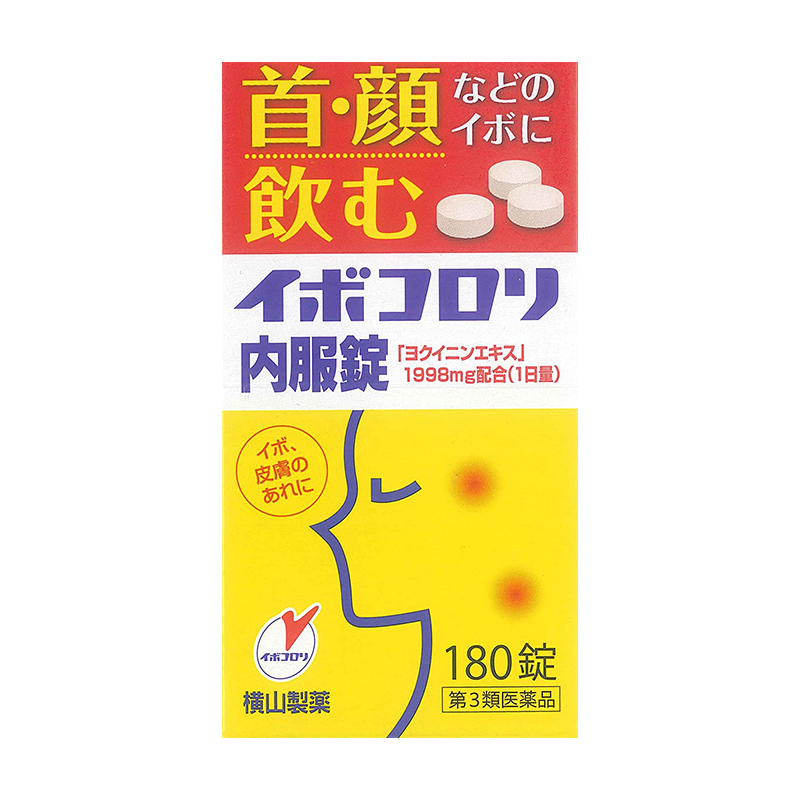 首・顔
などの
イボに
飲む
イボコロリ
内服錠
「ヨクイニンエキス」
1998mg配合(1日量)
イボ、
皮膚の
あれに
イボコロリ
横山製薬
180錠
第3類医薬品